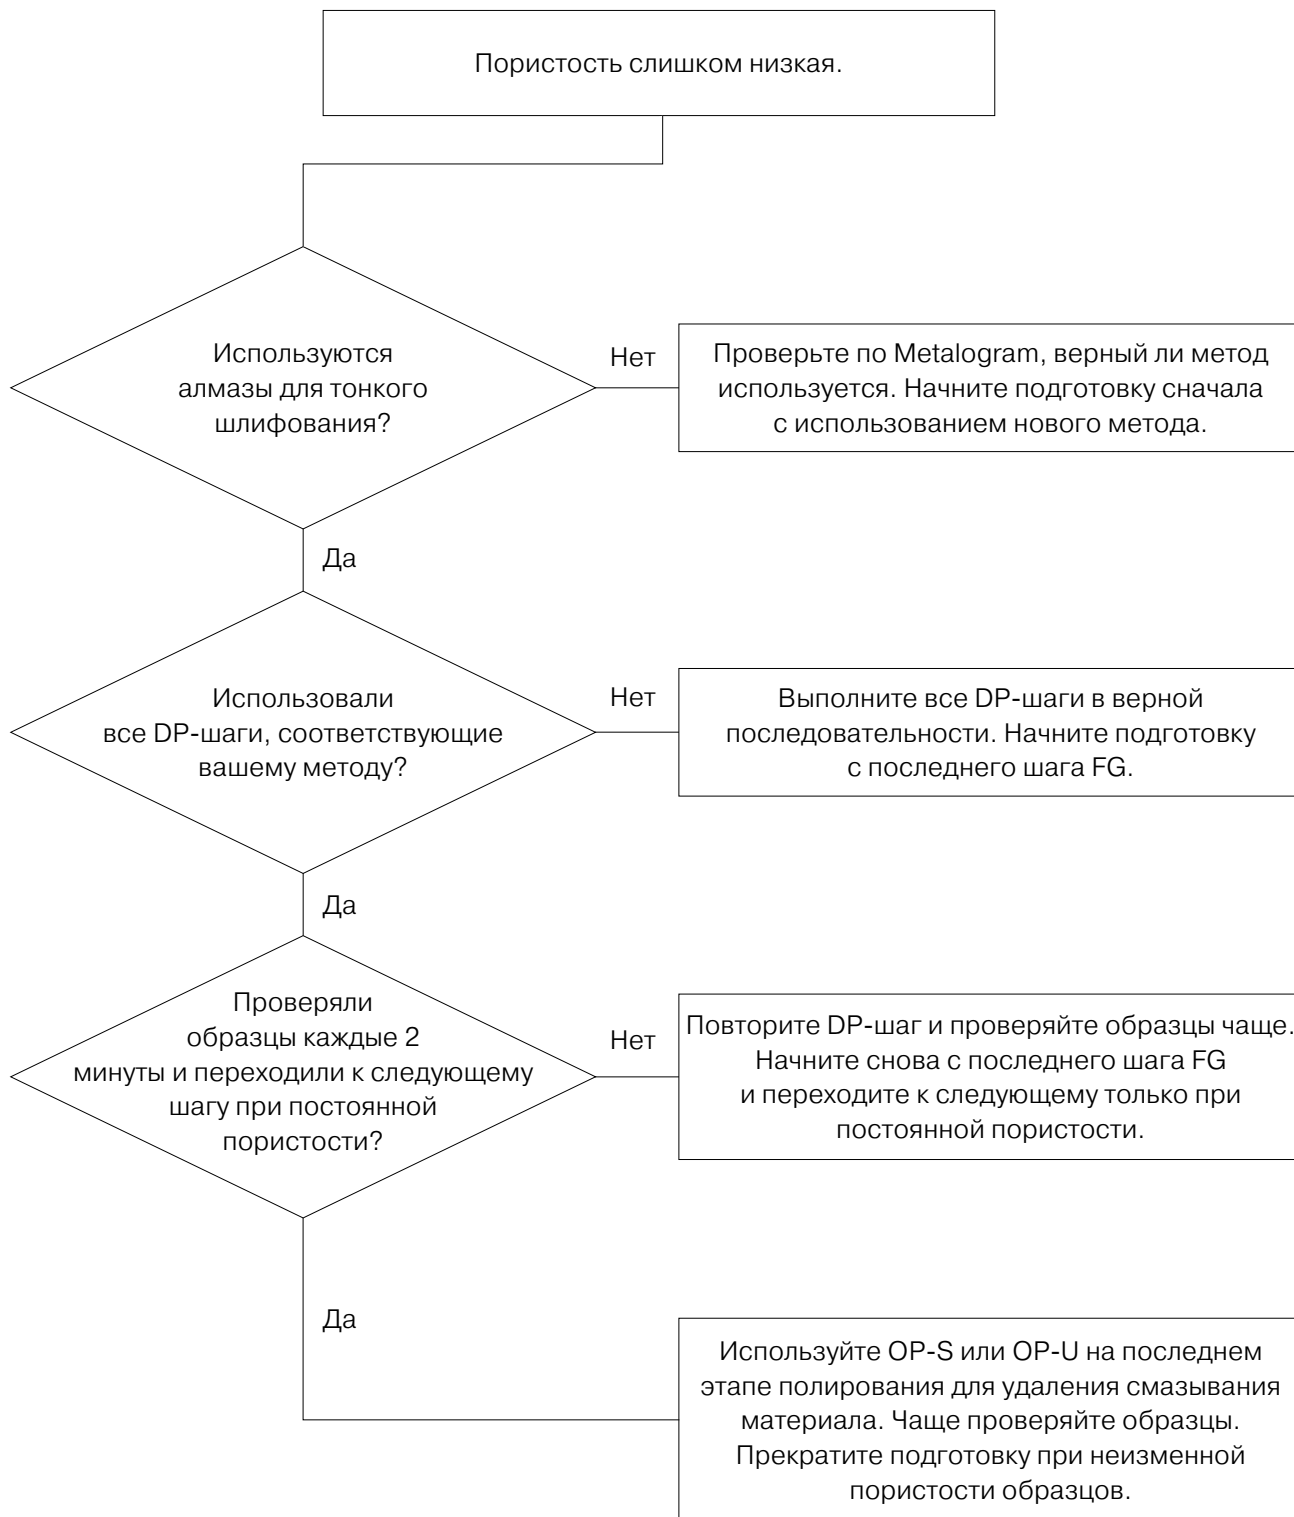 Пористость слишком низкая.
Используются
алмазы для тонкого
шлифования?
Нет
Проверьте по Metalogram, верный ли метод
используется. Начните подготовку сначала
с использованием нового метода.
Да
Использовали
все DP-шаги, соответствующие
вашему методу?
Нет
Выполните все DP-шаги в верной
последовательности. Начните подготовку
с последнего шага FG.
Да
Проверяли
образцы каждые 2
минуты и переходили к следующему
шагу при постоянной
пористости?
Нет
Повторите DP-шаг и проверяйте образцы чаще.
Начните снова с последнего шага FG
и переходите к следующему только при
постоянной пористости.
Да
Используйте OP-S или OP-U на последнем
этапе полирования для удаления смазывания
материала. Чаще проверяйте образцы.
Прекратите подготовку при неизменной
пористости образцов.